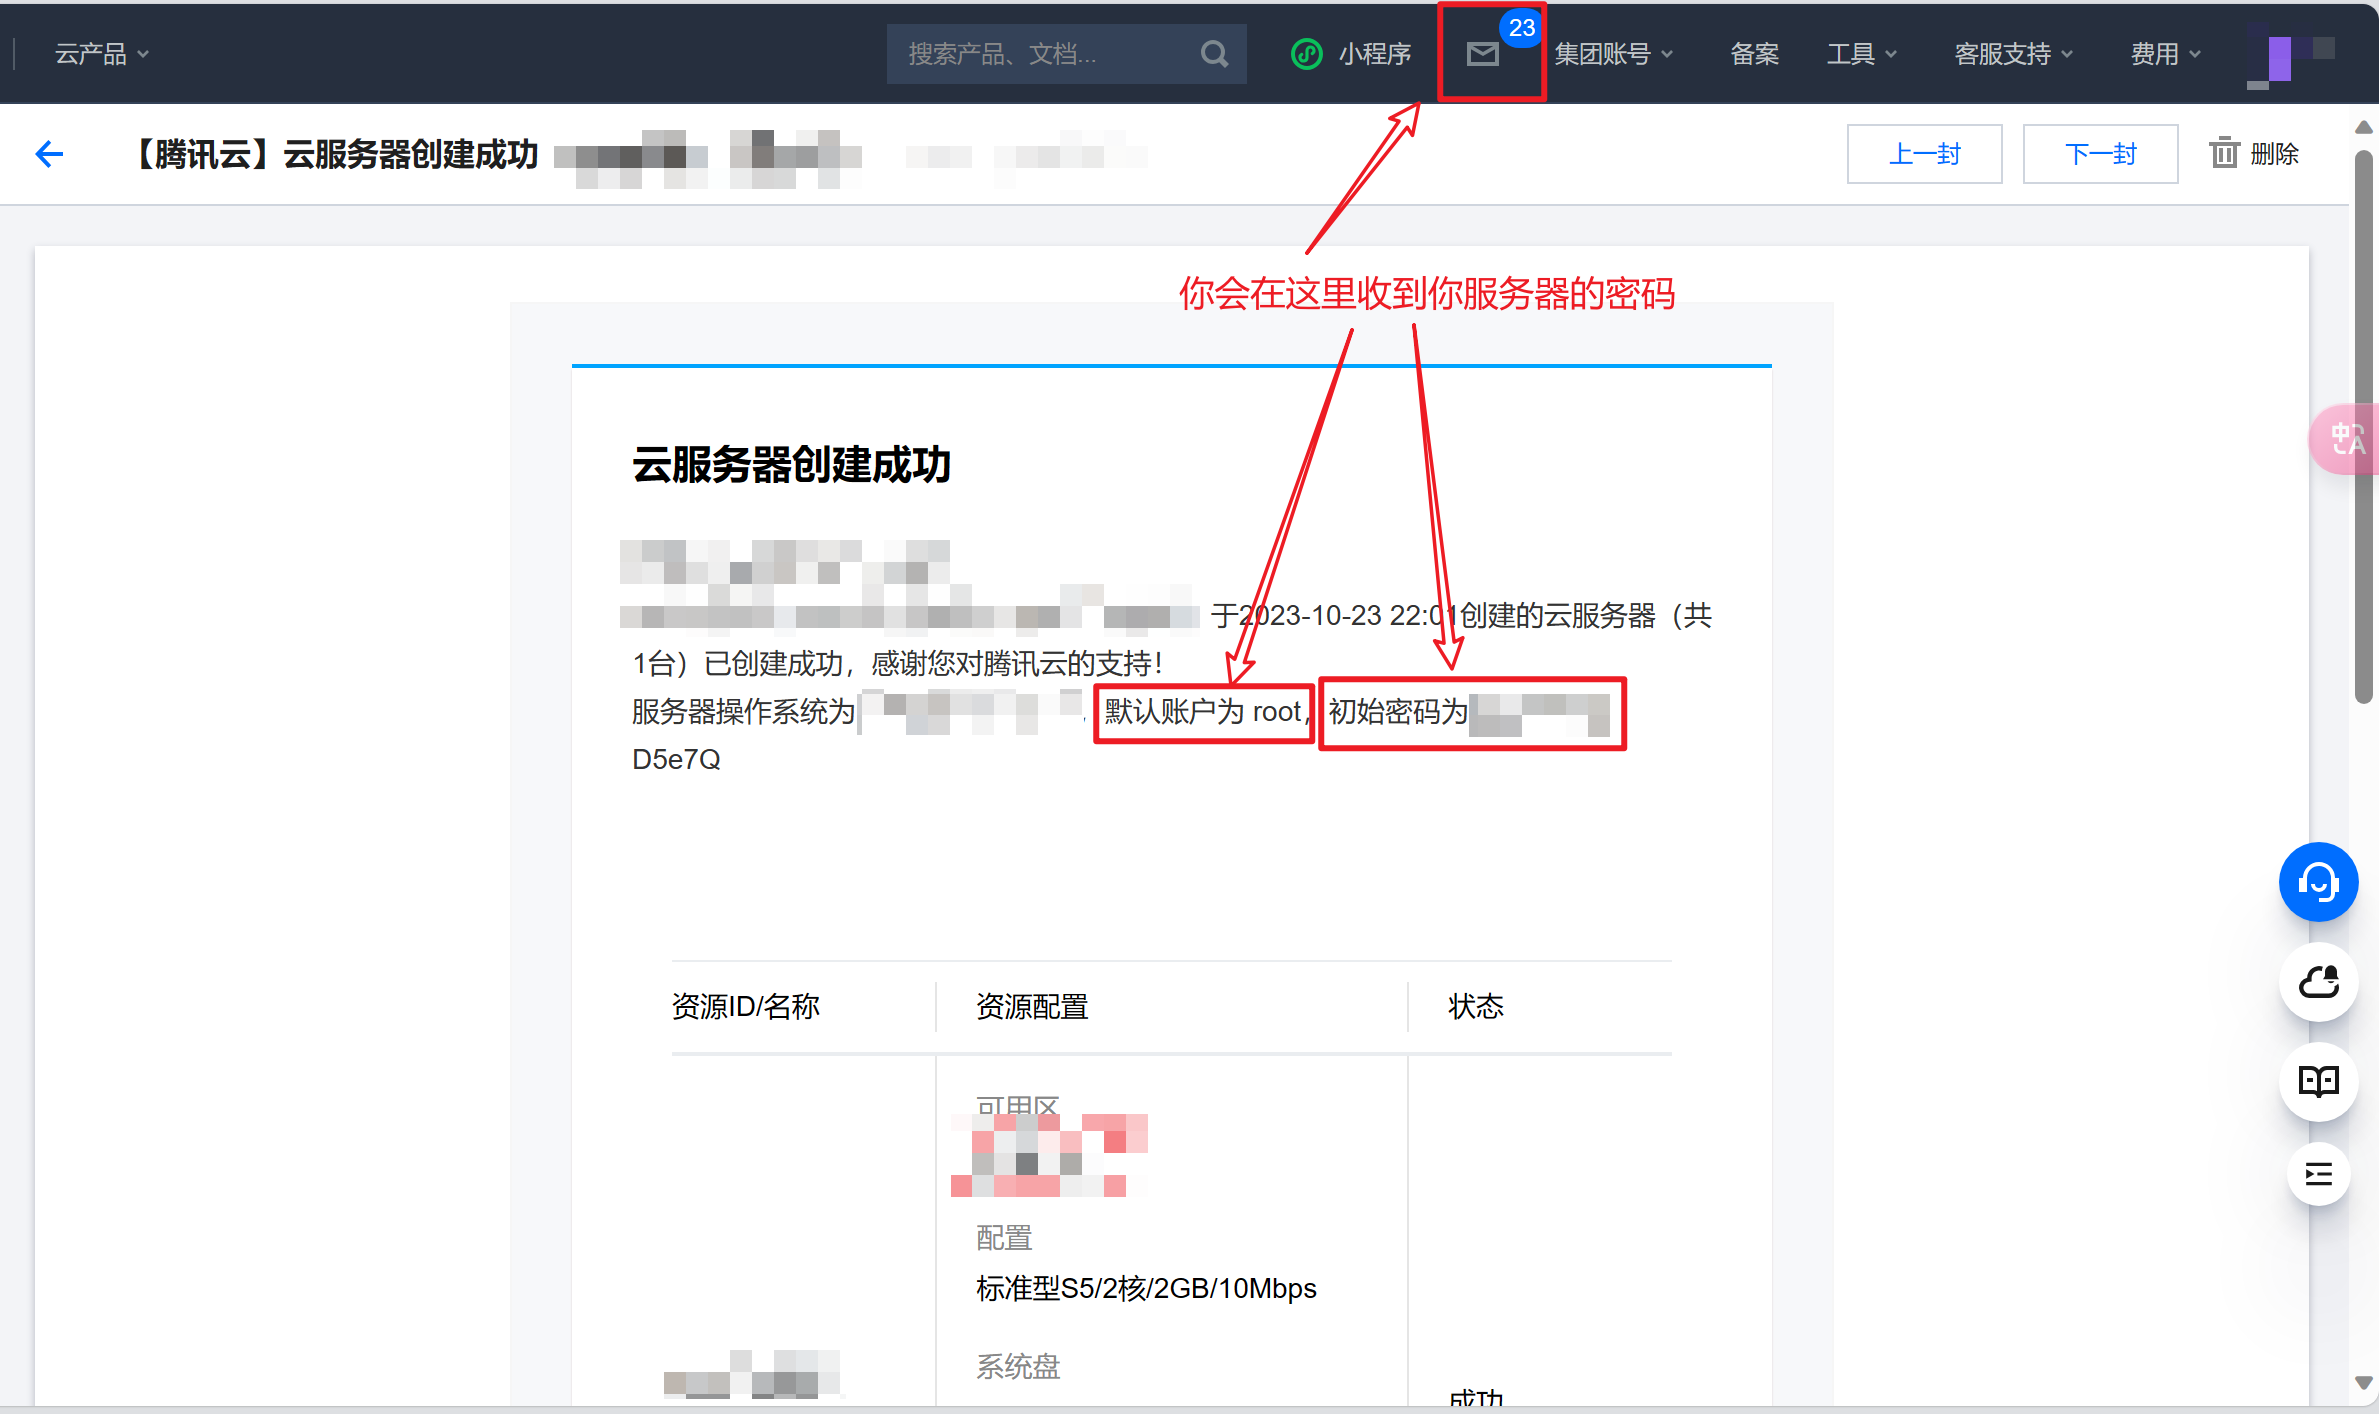 云产品
搜索产品、文档...
小程序
23
集团账号
备案
工具
客服支持
费用
【腾讯云】云服务器创建成功
上一封
下一封
删除
你会在这里收到你服务器的密码
云服务器创建成功
于2023-10-23 22:01创建的云服务器（共
1台）已创建成功，感谢您对腾讯云的支持！
服务器操作系统为
默认账户为 root，初始密码为
D5e7Q
资源ID/名称
资源配置
状态
可用区
配置
标准型S5/2核/2GB/10Mbps
系统盘
成功